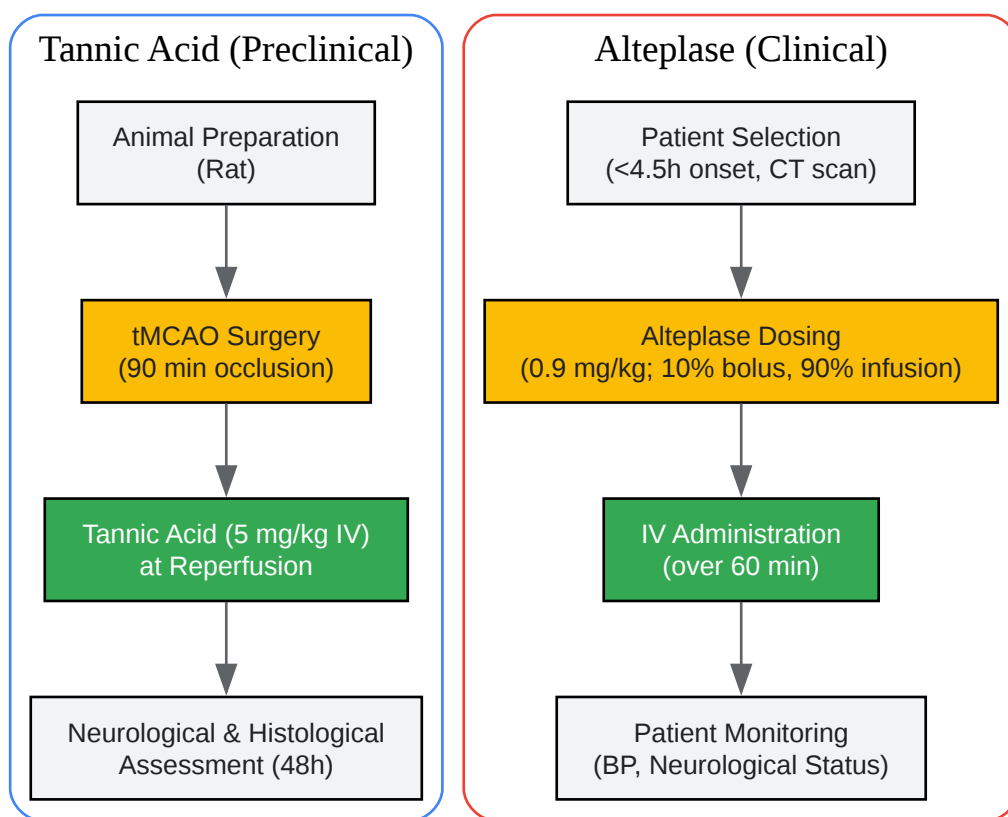 Tannic Acid (Preclinical)
Animal Preparation
(Rat)
tMCAO Surgery
(90 min occlusion)
Tannic Acid (5 mg/kg IV)
at Reperfusion
Neurological & Histological
Assessment (48h)
Alteplase (Clinical)
Patient Selection
(<4.5h onset, CT scan)
Alteplase Dosing
(0.9 mg/kg; 10% bolus, 90% infusion)
IV Administration
(over 60 min)
Patient Monitoring
(BP, Neurological Status)